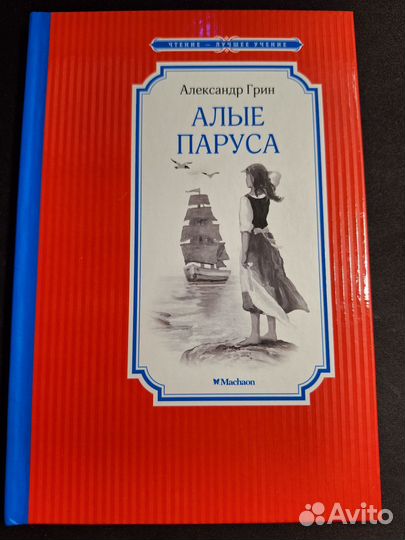 ЧТЕНИЕ – ЛУЧШЕЕ УЧЕНИЕ
Александр Грин
АЛЫЕ
ПАРУСА
Machaon
Avito